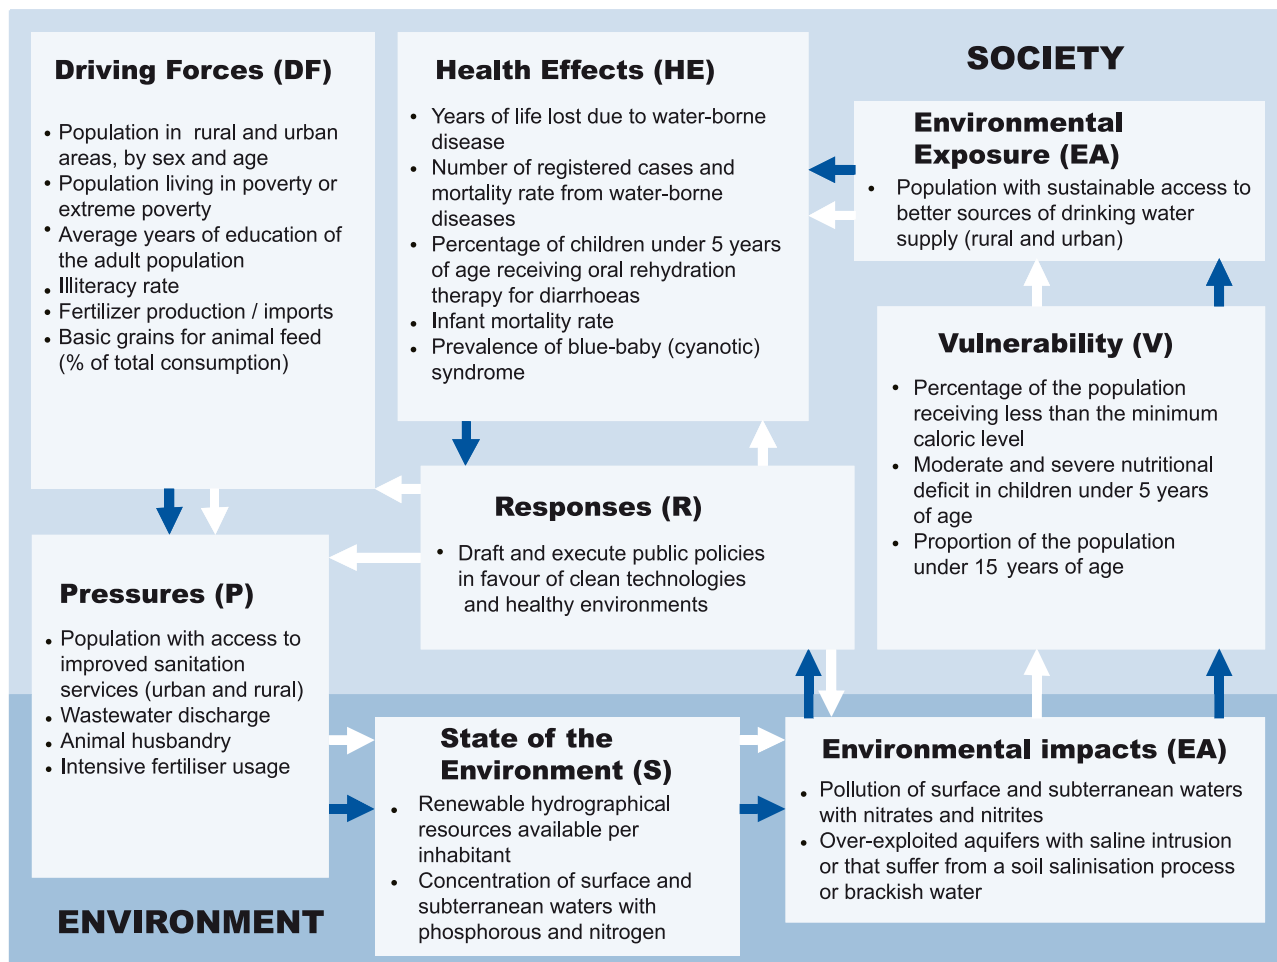 Driving Forces (DF)
• Population in rural and urban
areas, by sex and age
• Population living in poverty or
extreme poverty
• Average years of education of
the adult population
• Illiteracy rate
• Fertilizer production / imports
• Basic grains for animal feed
(% of total consumption)
Health Effects (HE)
• Years of life lost due to water-borne
disease
• Number of registered cases and
mortality rate from water-borne
diseases
• Percentage of children under 5 years
of age receiving oral rehydration
therapy for diarrhoeas
• Infant mortality rate
• Prevalence of blue-baby (cyanotic)
syndrome
SOCIETY
Environmental
Exposure (EA)
• Population with sustainable access to
better sources of drinking water
supply (rural and urban)
Vulnerability (V)
• Percentage of the population
receiving less than the minimum
caloric level
• Moderate and severe nutritional
deficit in children under 5 years
of age
• Proportion of the population
under 15 years of age
Responses (R)
• Draft and execute public policies
in favour of clean technologies
and healthy environments
Pressures (P)
• Population with access to
improved sanitation
services (urban and rural)
• Wastewater discharge
• Animal husbandry
• Intensive fertiliser usage
State of the
Environment (S)
• Renewable hydrographical
resources available per
inhabitant
• Concentration of surface and
subterranean waters with
phosphorous and nitrogen
Environmental impacts (EA)
• Pollution of surface and subterranean waters
with nitrates and nitrites
• Over-exploited aquifers with saline intrusion
or that suffer from a soil salinisation process
or brackish water
ENVIRONMENT